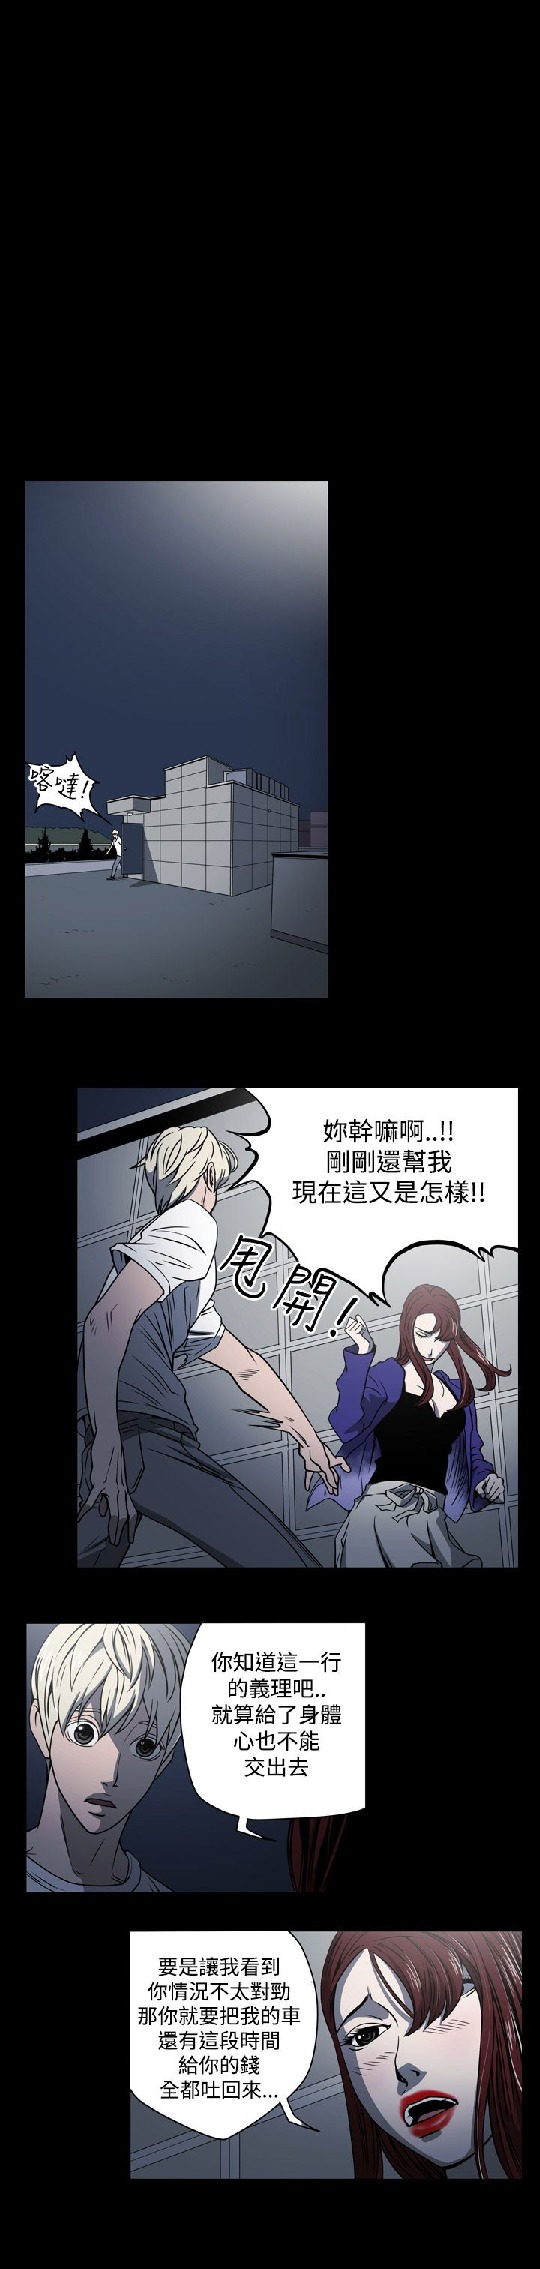 喀噠!
妳幹嘛啊..!!
剛剛還幫我
現在這又是怎樣!!
甩開!
你知道這一行
的義理吧..
就算給了身體
心也不能
交出去
要是讓我看到
你情況不太對勁
那你就要把我的車
還有這段時間
給你的錢
全都吐回來...